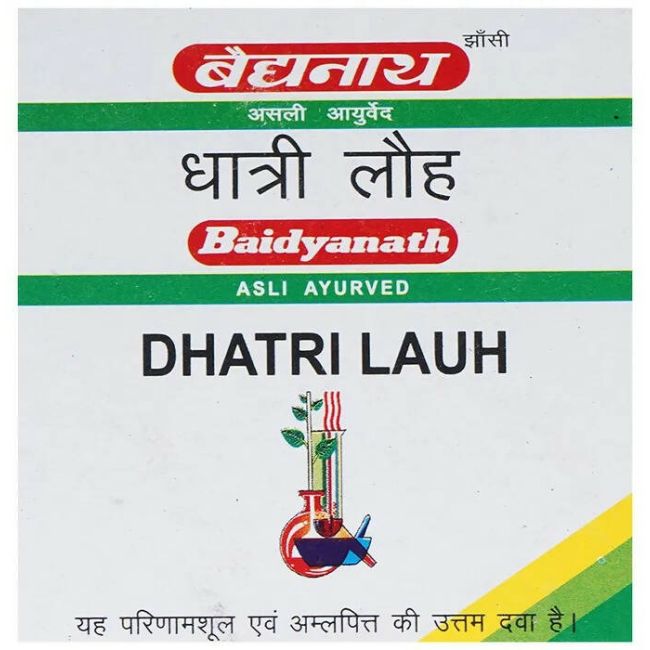 झाँसी
बैद्यनाथ
असली आयुर्वेद
धात्री लौह
Baidyanath
ASLI AYURVED
DHATRI LAUH
यह परिणामशूल एवं अम्लपित्त की उत्तम दवा है।